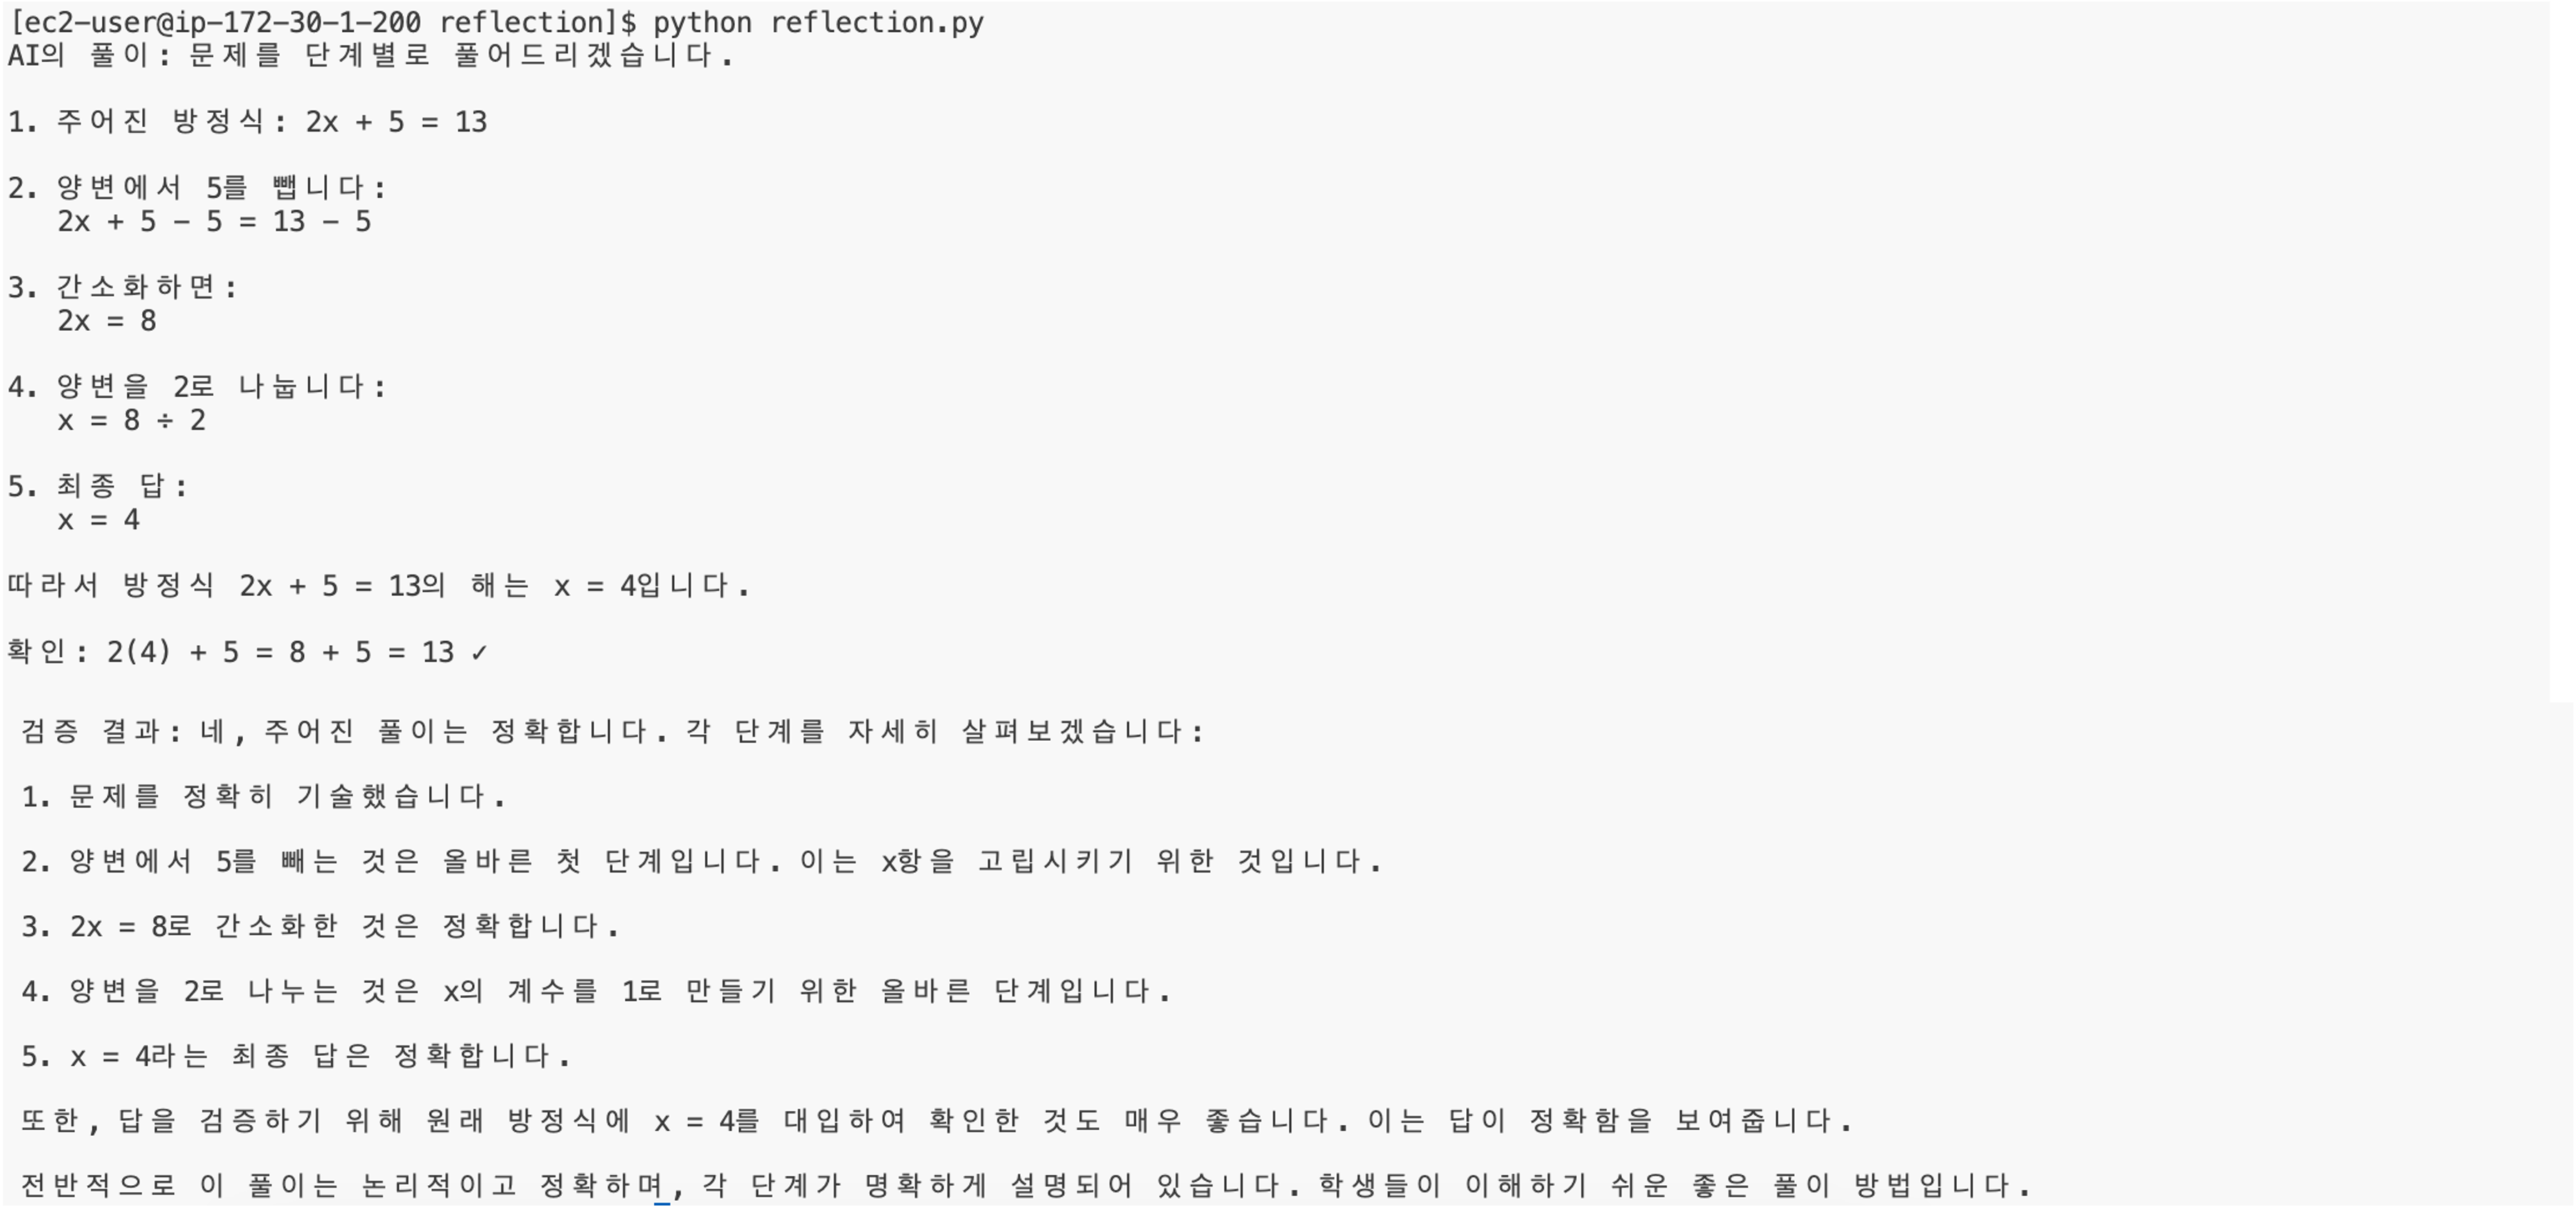 [ec2-user@ip-172-30-1-200 reflection]$ python reflection.py
AI의 풀이: 문제를 단계별로 풀어드리겠습니다.
1. 주어진 방정식: 2x + 5 = 13
2. 양변에서 5를 뺍니다:
2x + 5 - 5 = 13 - 5
3. 간소화하면:
2x = 8
4. 양변을 2로 나눕니다:
x = 8 ÷ 2
5. 최종 답:
x = 4
따라서 방정식 2x + 5 = 13의 해는 x = 4입니다.
확인: 2(4) + 5 = 8 + 5 = 13 ✓
검증 결과: 네, 주어진 풀이는 정확합니다. 각 단계를 자세히 살펴보겠습니다:
1. 문제를 정확히 기술했습니다.
2. 양변에서 5를 빼는 것은 올바른 첫 단계입니다. 이는 x항을 고립시키기 위한 것입니다.
3. 2x = 8로 간소화한 것은 정확합니다.
4. 양변을 2로 나누는 것은 x의 계수를 1로 만들기 위한 올바른 단계입니다.
5. x = 4라는 최종 답은 정확합니다.
또한, 답을 검증하기 위해 원래 방정식에 x = 4를 대입하여 확인한 것도 매우 좋습니다. 이는 답이 정확함을 보여줍니다.
전반적으로 이 풀이는 논리적이고 정확하며, 각 단계가 명확하게 설명되어 있습니다. 학생들이 이해하기 쉬운 좋은 풀이 방법입니다.